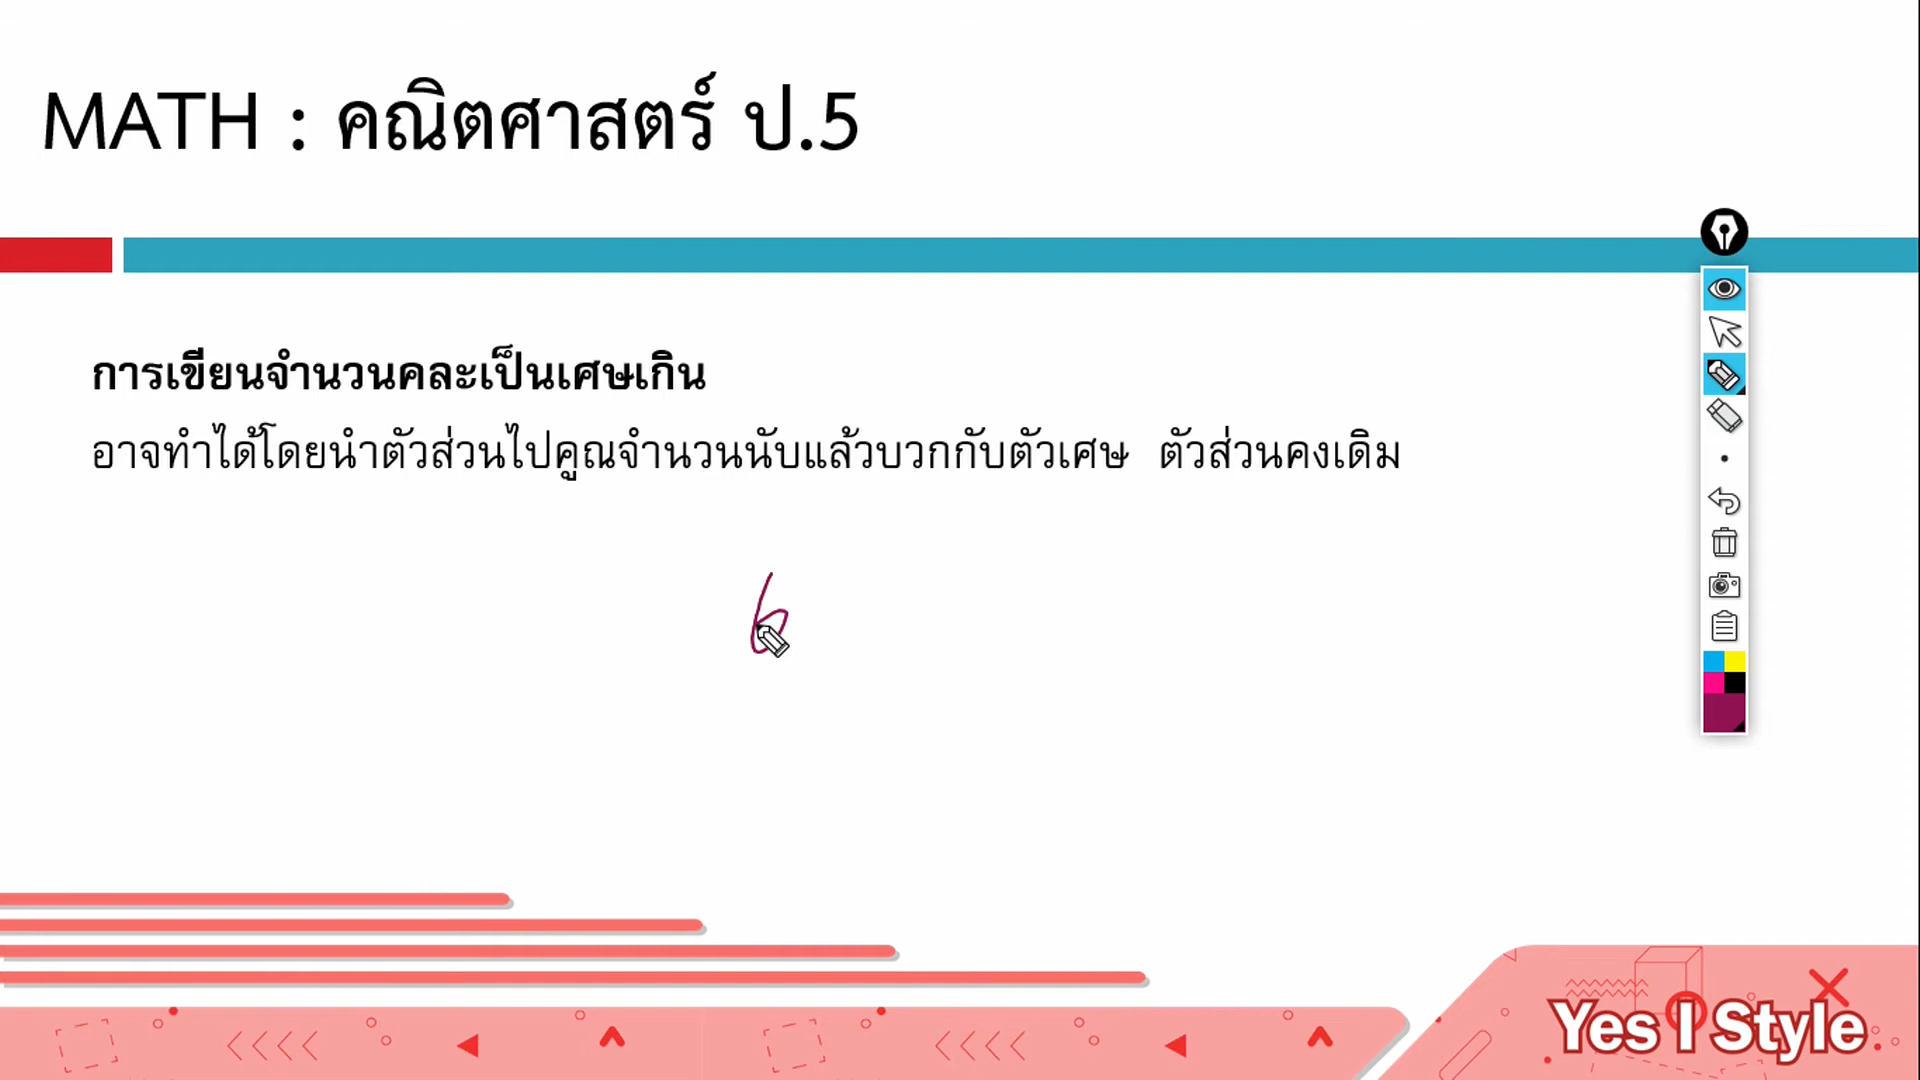 MATH : คณิตศาสตร์ ป.5
การเขียนจำนวนคละเป็นเศษเกิน
อาจทำได้โดยนำตัวส่วนไปคูณจำนวนนับแล้วบวกกับตัวเศษ ตัวส่วนคงเดิม
6
Yes I Style